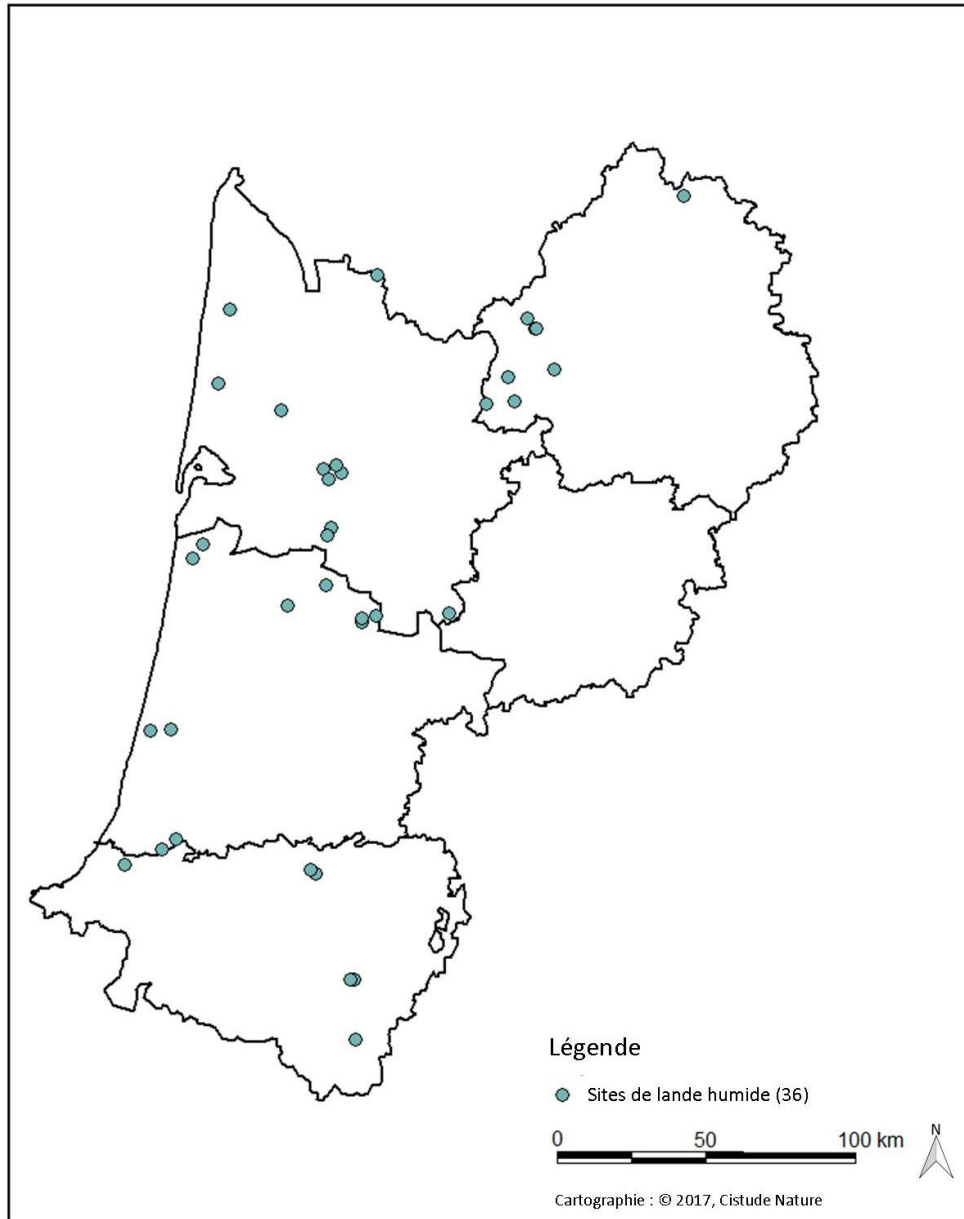 Légende
Sites de lande humide (36)
0 50 100 km
N
Cartographie : © 2017, Cistude Nature